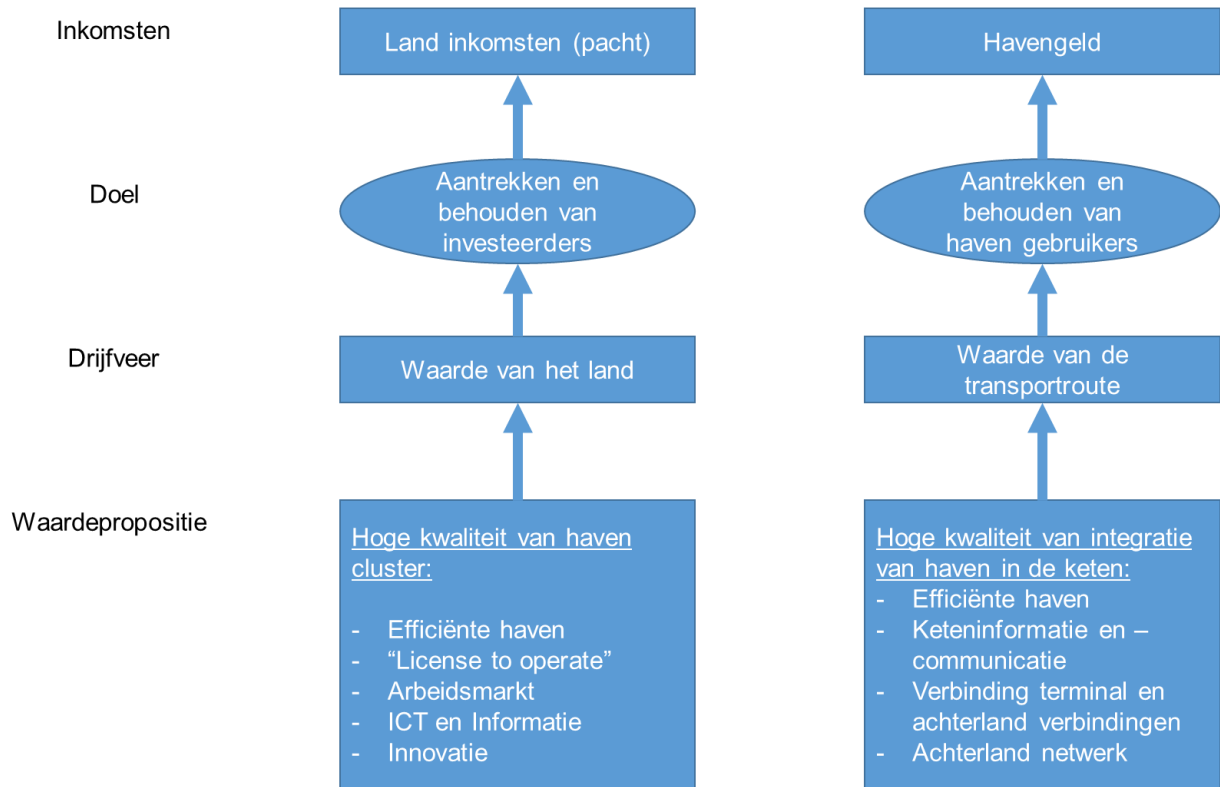 Inkomsten
Land inkomsten (pacht)
Havengeld
Doel
Aantrekken en
behouden van
investeerders
Aantrekken en
behouden van
haven gebruikers
Drijfveer
Waarde van het land
Waarde van de
transportroute
Waardepropositie
Hoge kwaliteit van haven
cluster:
- Efficiënte haven
- “License to operate”
- Arbeidsmarkt
- ICT en Informatie
- Innovatie
Hoge kwaliteit van integratie
van haven in de keten:
- Efficiënte haven
- Keteninformatie en –
communicatie
- Verbinding terminal en
achterland verbindingen
- Achterland netwerk